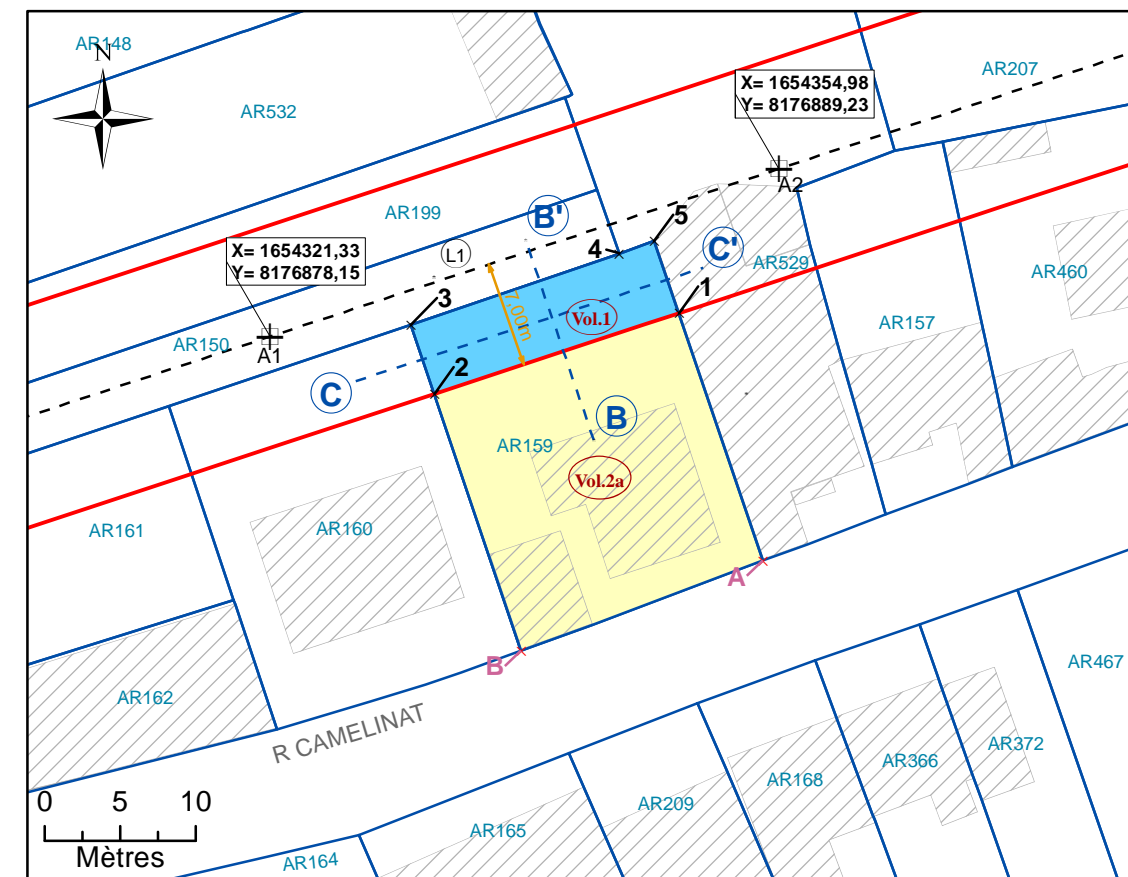 AR148
N
X= 1654354,98
Y= 8176889,23
AR207
AR532
A2
AR199
B'
5
X= 1654321,33
Y= 8176878,15
L1
4
C'
AR529
AR460
3
7,00m
Vol.1
1
AR157
AR150
A1
2
C
B
AR159
Vol.2a
AR161
AR160
A
B
AR162
AR467
R CAMELINAT
AR372
AR366
AR168
AR209
AR165
AR164
0 5 10
Mètres